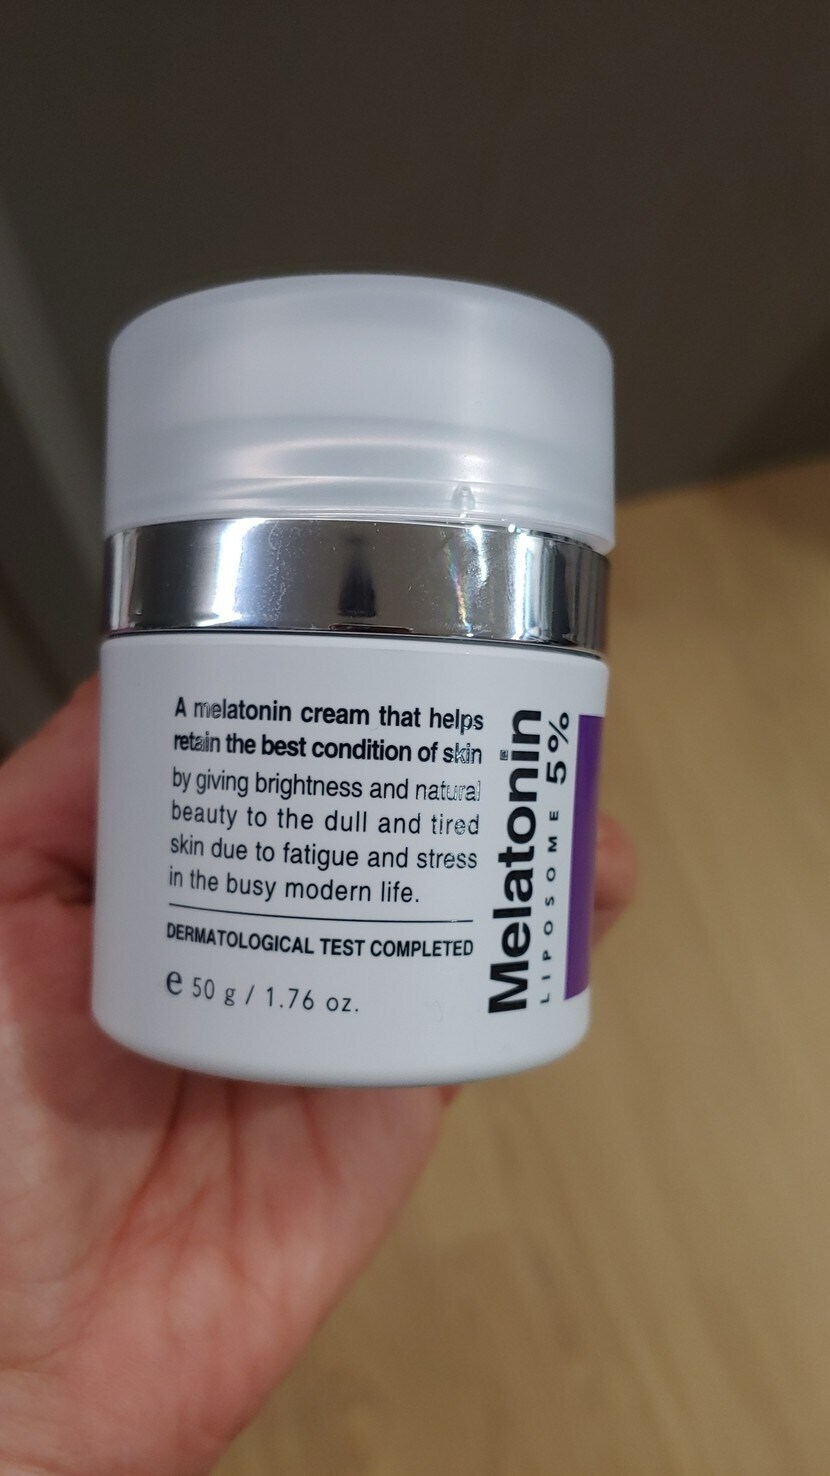 A melatonin cream that helps
retain the best condition of skin
by giving brightness and natural
beauty to the dull and tired
skin due to fatigue and stress
in the busy modern life.
DERMATOLOGICAL TEST COMPLETED
e 50 g / 1.76 oz.
Melatonin
LIPOSOME 5%